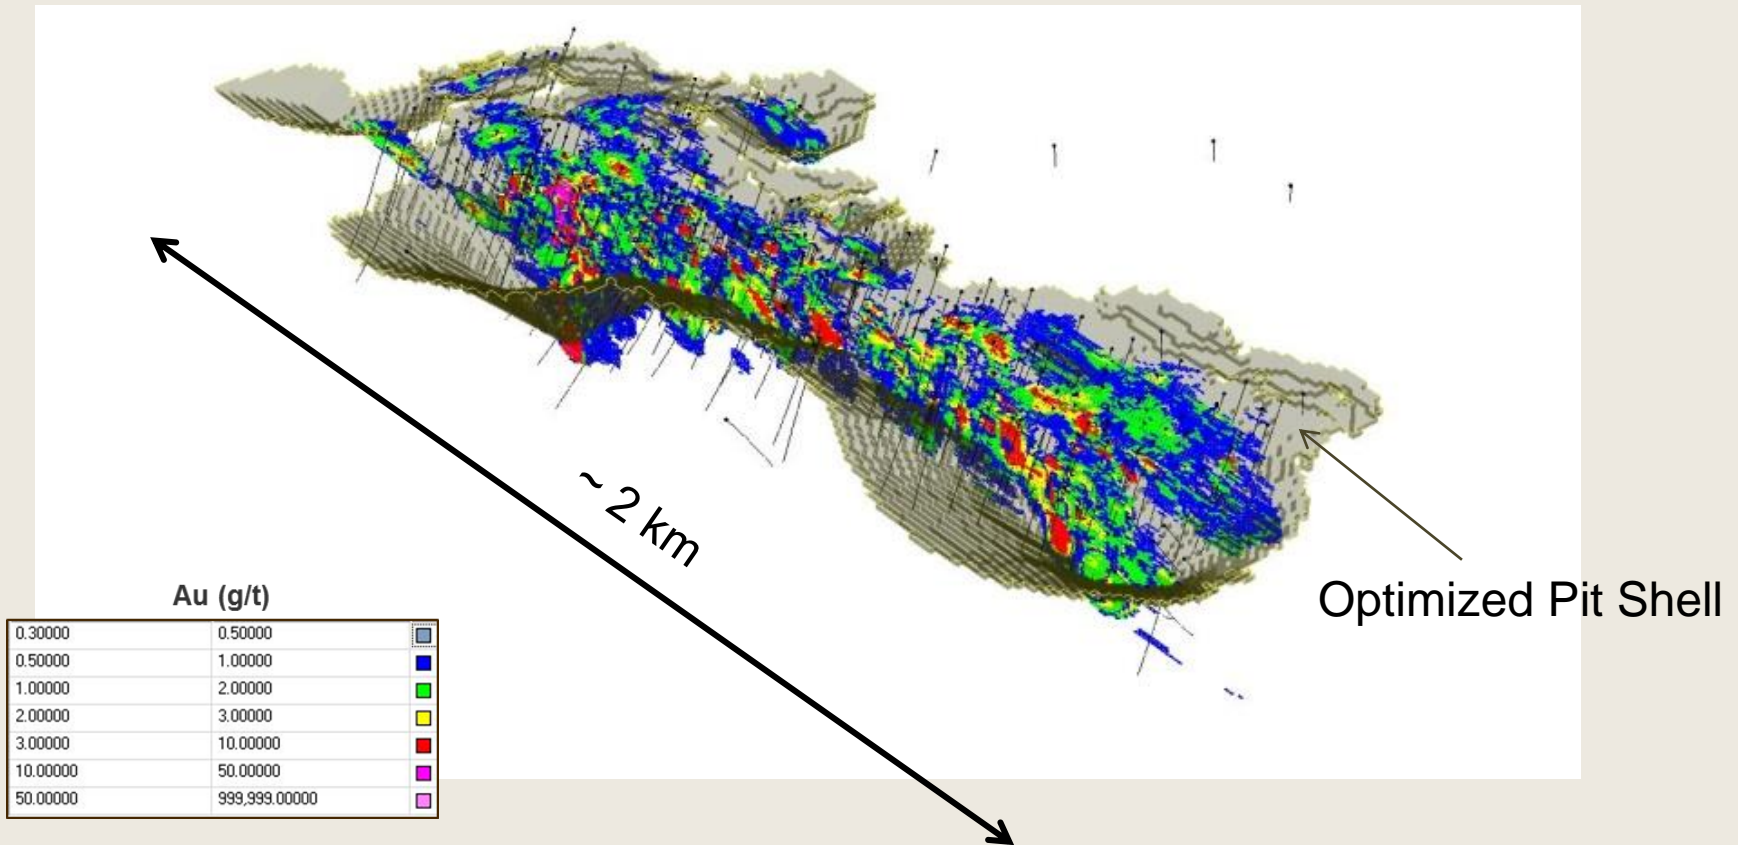 ~ 2 km
Optimized Pit Shell
Au (g/t)
0.30000 0.50000
0.50000 1.00000
1.00000 2.00000
2.00000 3.00000
3.00000 10.00000
10.00000 50.00000
50.00000 999,999.00000